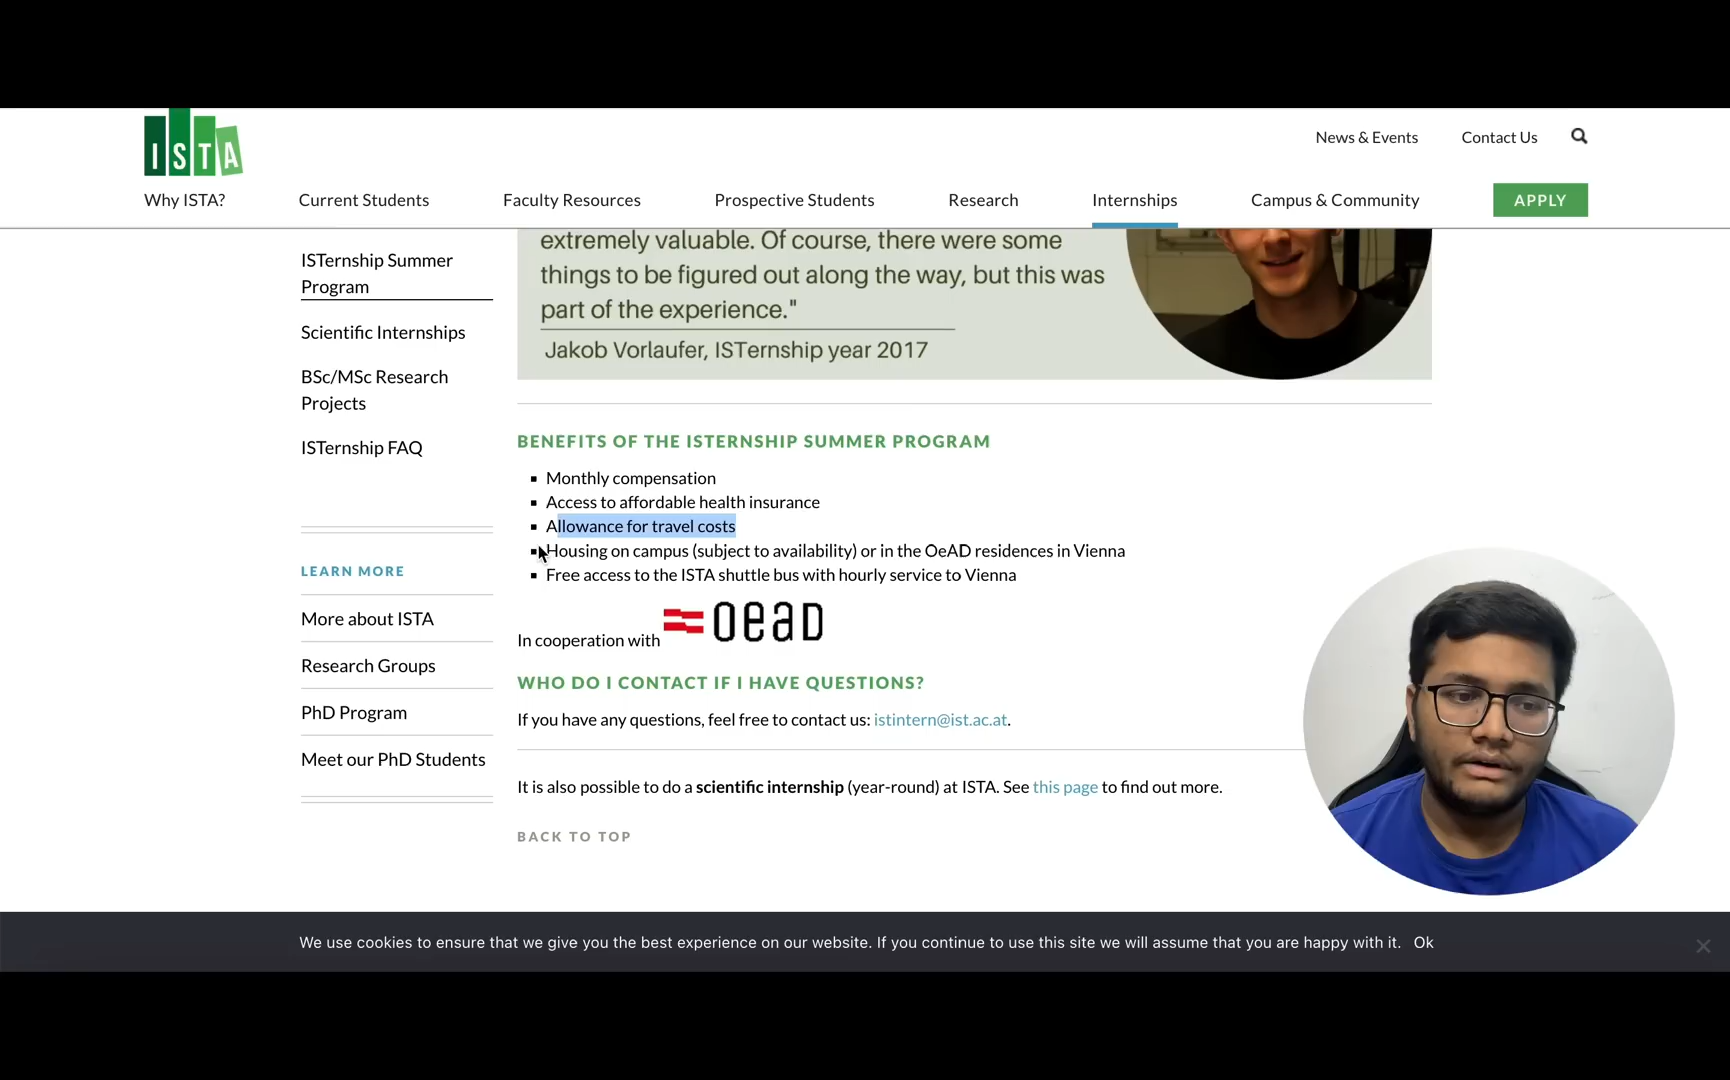 ISTA
News & Events
Contact Us
Why ISTA?
Current Students
Faculty Resources
Prospective Students
Research
Internships
Campus & Community
APPLY
ISTernship Summer
Program
Scientific Internships
BSc/MSc Research
Projects
ISTernship FAQ
LEARN MORE
More about ISTA
Research Groups
PhD Program
Meet our PhD Students
extremely valuable. Of course, there were some
things to be figured out along the way, but this was
part of the experience."
Jakob Vorlaufer, ISTernship year 2017
BENEFITS OF THE ISTERNSHIP SUMMER PROGRAM
Monthly compensation
Access to affordable health insurance
Allowance for travel costs
Housing on campus (subject to availability) or in the OeAD residences in Vienna
Free access to the ISTA shuttle bus with hourly service to Vienna
In cooperation with oead
WHO DO I CONTACT IF I HAVE QUESTIONS?
If you have any questions, feel free to contact us: istintern@ist.ac.at.
It is also possible to do a scientific internship (year-round) at ISTA. See this page to find out more.
BACK TO TOP
We use cookies to ensure that we give you the best experience on our website. If you continue to use this site we will assume that you are happy with it. Ok